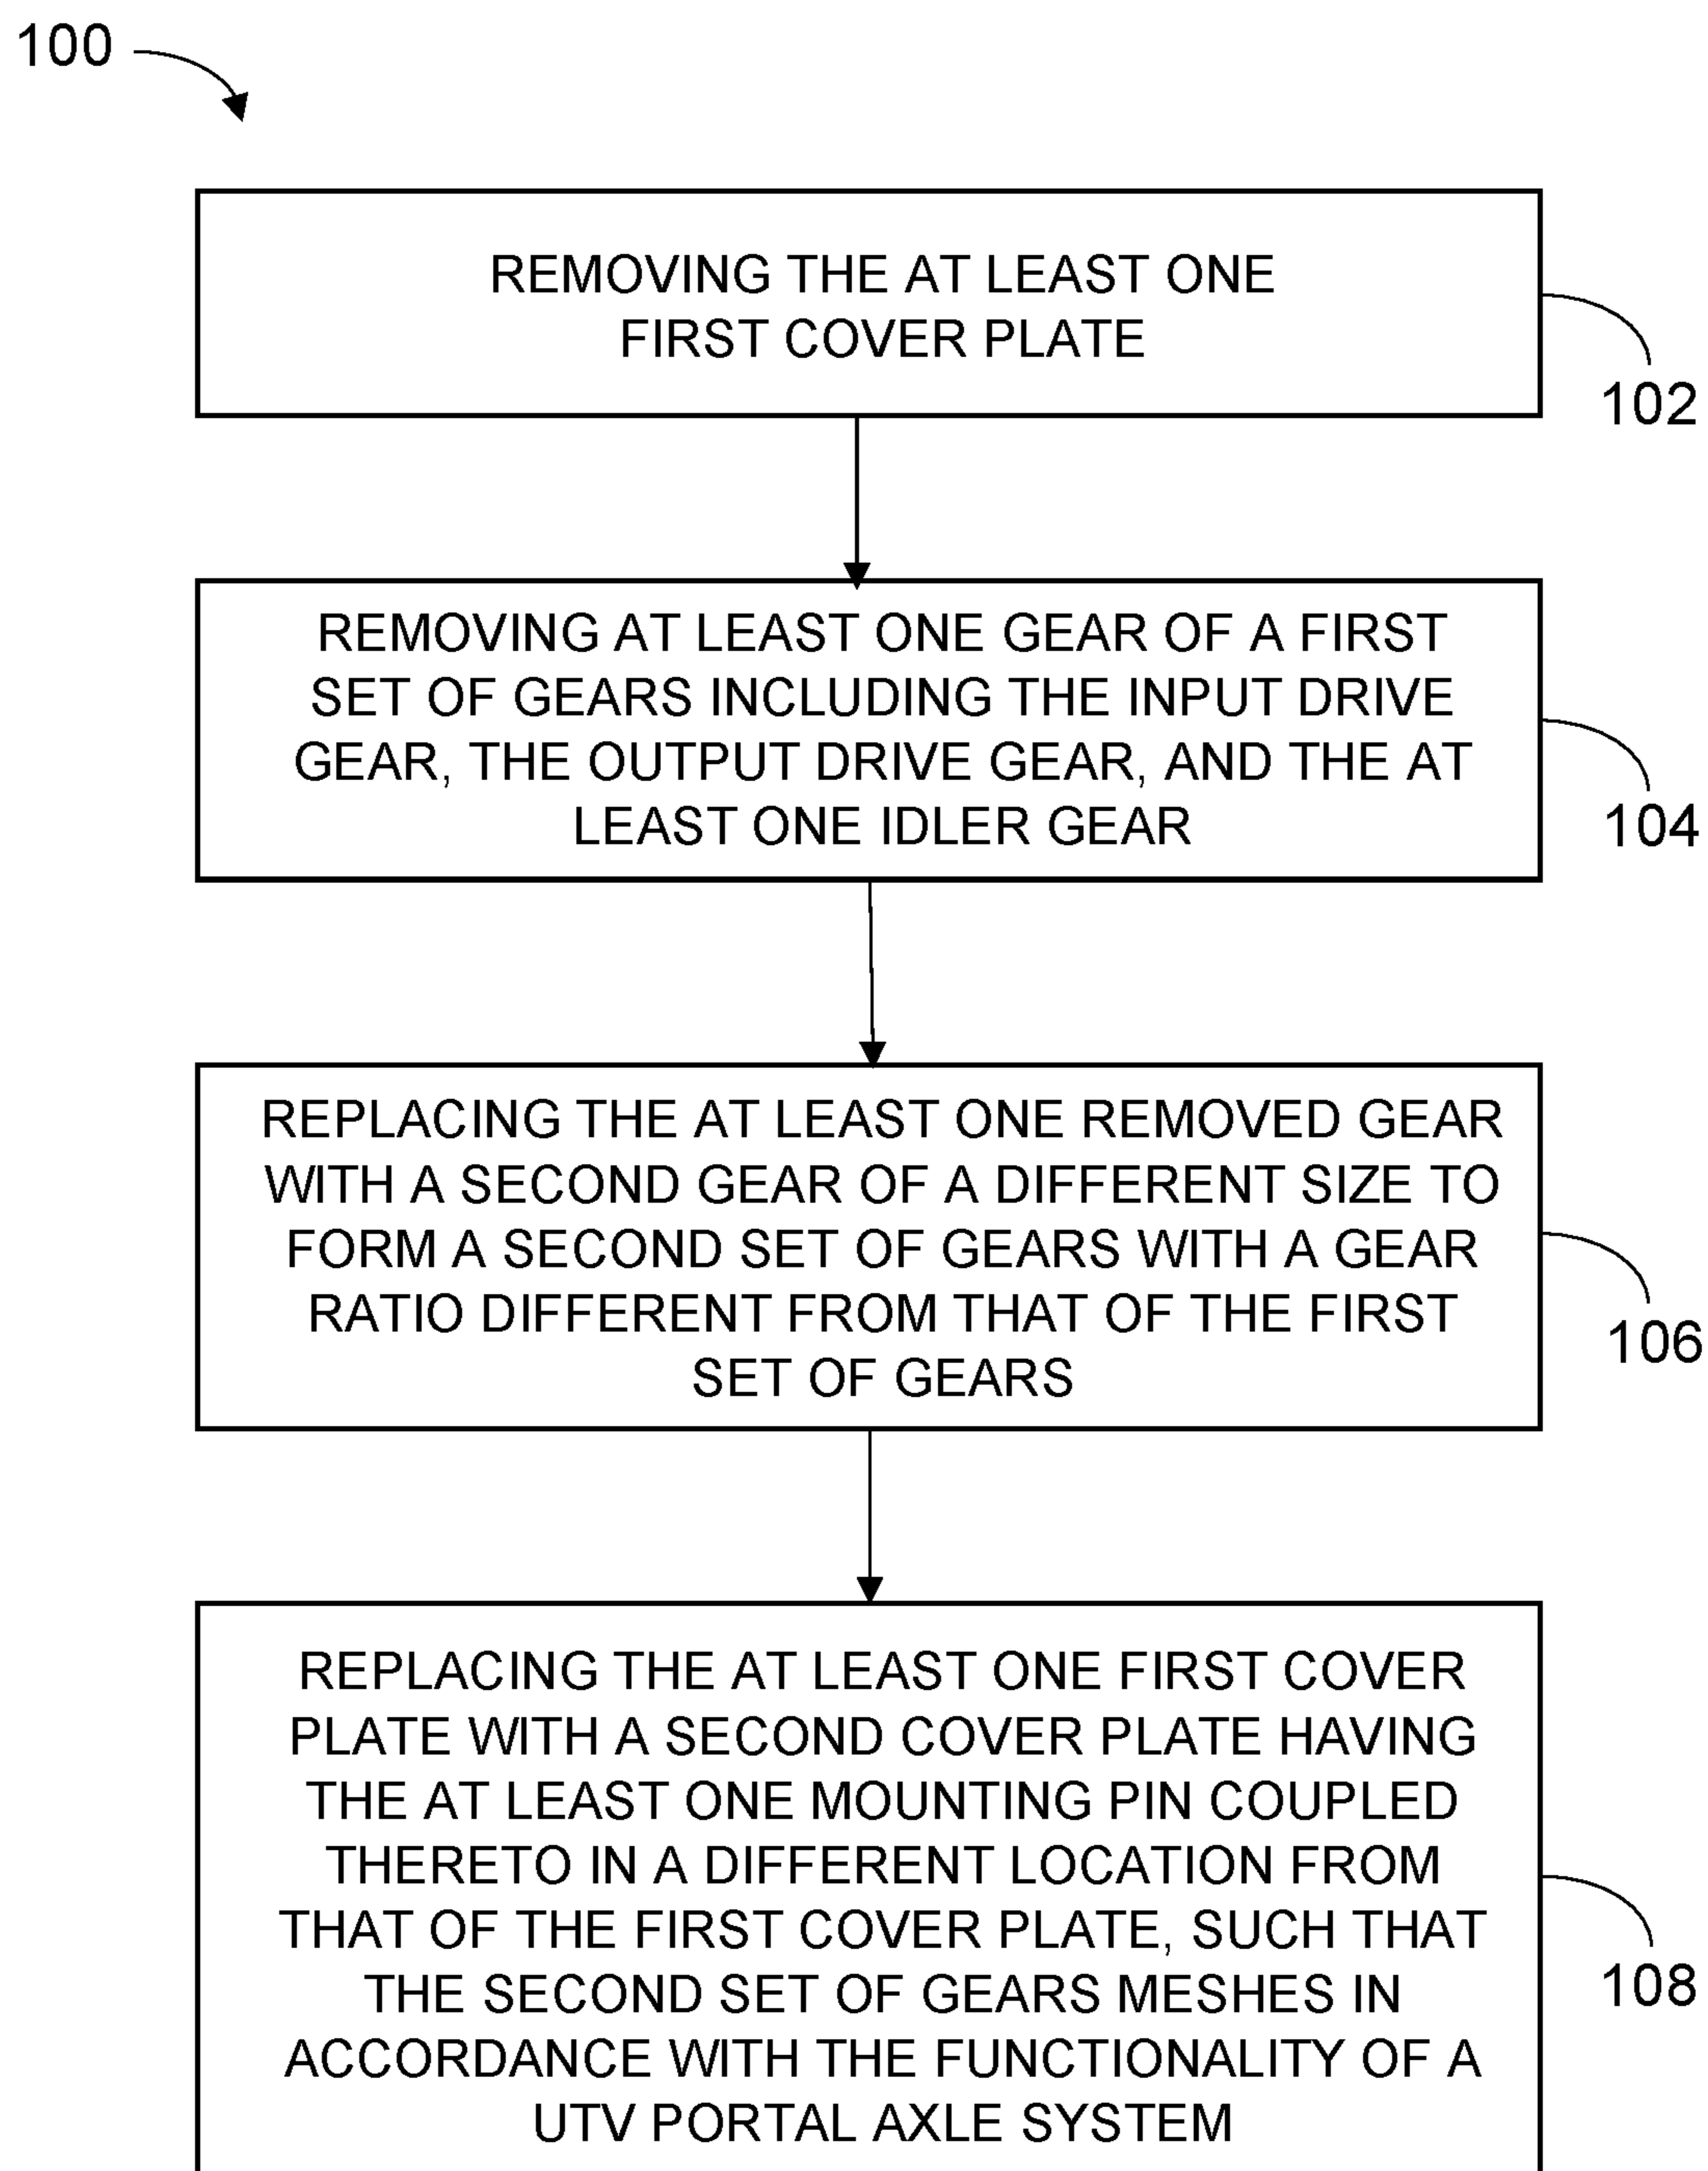 100
REMOVING THE AT LEAST ONE
FIRST COVER PLATE
102
REMOVING AT LEAST ONE GEAR OF A FIRST
SET OF GEARS INCLUDING THE INPUT DRIVE
GEAR, THE OUTPUT DRIVE GEAR, AND THE AT
LEAST ONE IDLER GEAR
104
REPLACING THE AT LEAST ONE REMOVED GEAR
WITH A SECOND GEAR OF A DIFFERENT SIZE TO
FORM A SECOND SET OF GEARS WITH A GEAR
RATIO DIFFERENT FROM THAT OF THE FIRST
SET OF GEARS
106
REPLACING THE AT LEAST ONE FIRST COVER
PLATE WITH A SECOND COVER PLATE HAVING
THE AT LEAST ONE MOUNTING PIN COUPLED
THERETO IN A DIFFERENT LOCATION FROM
THAT OF THE FIRST COVER PLATE, SUCH THAT
THE SECOND SET OF GEARS MESHES IN
ACCORDANCE WITH THE FUNCTIONALITY OF A
UTV PORTAL AXLE SYSTEM
108